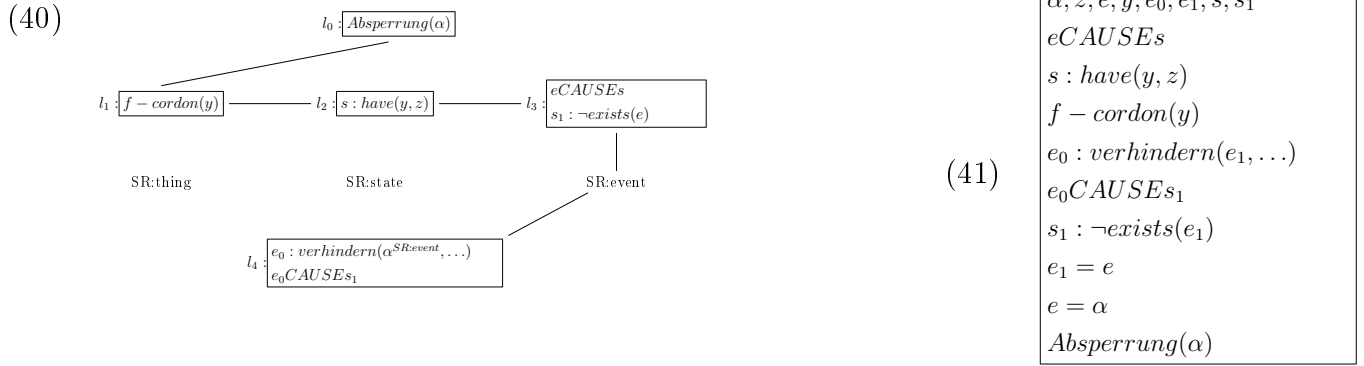 (40)
l₀ : Absperrung(α)
l₁ : f − cordon(y)
l₂ : s : have(y, z)
l₃ : eCAUSEs
s₁ : ¬exists(e)
SR:thing
SR:state
SR:event
l₄ : e₀ : verhindern(α^SR:event, . . .)
e₀CAUSEs₁
(41)
α, z, e, y, e₀, e₁, s, s₁
eCAUSEs
s : have(y, z)
f − cordon(y)
e₀ : verhindern(e₁, . . .)
e₀CAUSEs₁
s₁ : ¬exists(e₁)
e₁ = e
e = α
Absperrung(α)